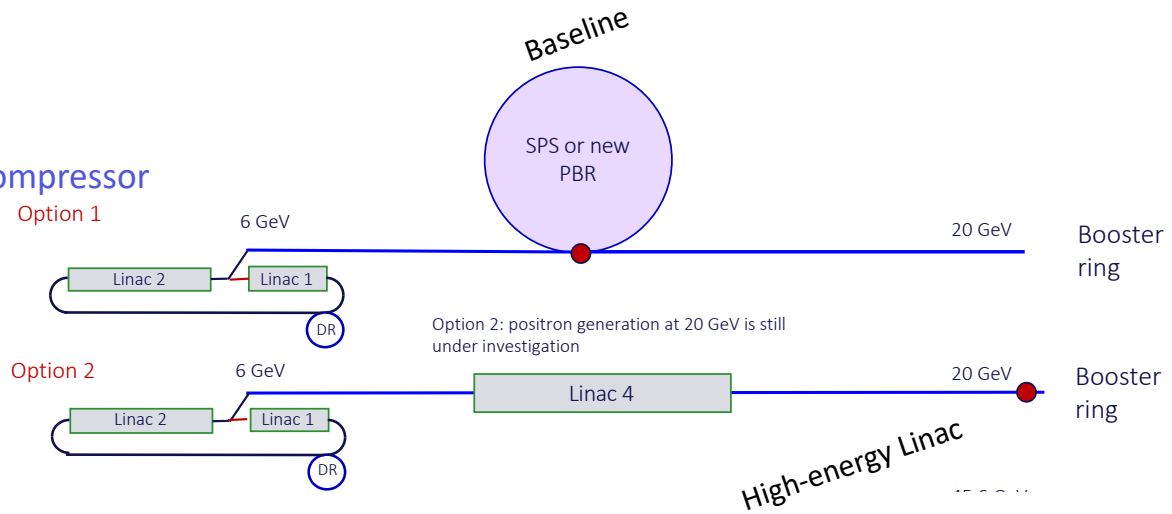 Baseline
SPS or new
PBR
Option 1
6 GeV
20 GeV
Booster
ring
Linac 2
Linac 1
DR
Option 2: positron generation at 20 GeV is still
under investigation
Option 2
6 GeV
20 GeV
Booster
ring
Linac 4
Linac 2
Linac 1
DR
High-energy Linac